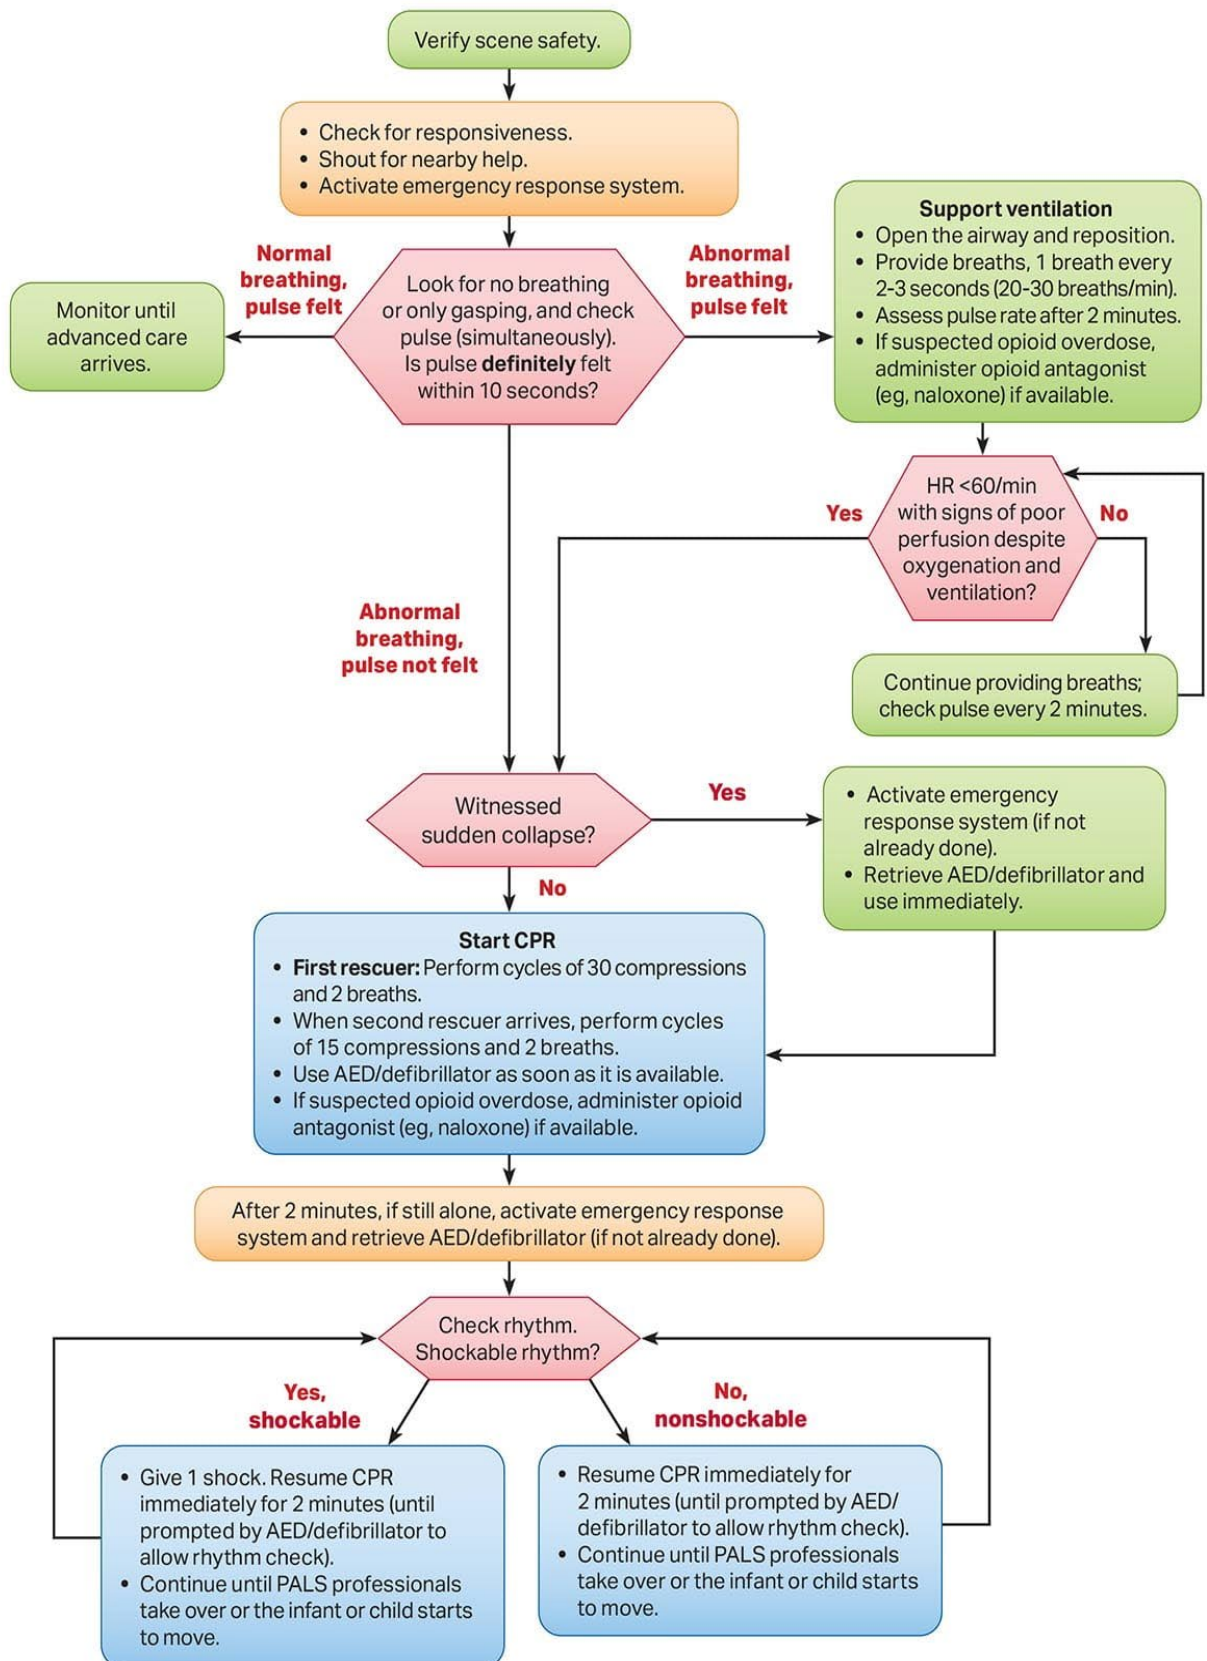 Verify scene safety.
• Check for responsiveness.
• Shout for nearby help.
• Activate emergency response system.
Normal
breathing,
pulse felt
Look for no breathing
or only gasping, and check
pulse (simultaneously).
Is pulse definitely felt
within 10 seconds?
Abnormal
breathing,
pulse felt
Monitor until
advanced care
arrives.
Support ventilation
• Open the airway and reposition.
• Provide breaths, 1 breath every
2-3 seconds (20-30 breaths/min).
• Assess pulse rate after 2 minutes.
• If suspected opioid overdose,
administer opioid antagonist
(eg, naloxone) if available.
Yes
HR <60/min
with signs of poor
perfusion despite
oxygenation and
ventilation?
No
Abnormal
breathing,
pulse not felt
Continue providing breaths;
check pulse every 2 minutes.
Witnessed
sudden collapse?
Yes
• Activate emergency
response system (if not
already done).
• Retrieve AED/defibrillator and
use immediately.
No
Start CPR
• First rescuer: Perform cycles of 30 compressions
and 2 breaths.
• When second rescuer arrives, perform cycles
of 15 compressions and 2 breaths.
• Use AED/defibrillator as soon as it is available.
• If suspected opioid overdose, administer opioid
antagonist (eg, naloxone) if available.
After 2 minutes, if still alone, activate emergency response
system and retrieve AED/defibrillator (if not already done).
Check rhythm.
Shockable rhythm?
Yes,
shockable
No,
nonshockable
• Give 1 shock. Resume CPR
immediately for 2 minutes (until
prompted by AED/defibrillator to
allow rhythm check).
• Continue until PALS professionals
take over or the infant or child starts
to move.
• Resume CPR immediately for
2 minutes (until prompted by AED/
defibrillator to allow rhythm check).
• Continue until PALS professionals
take over or the infant or child starts
to move.